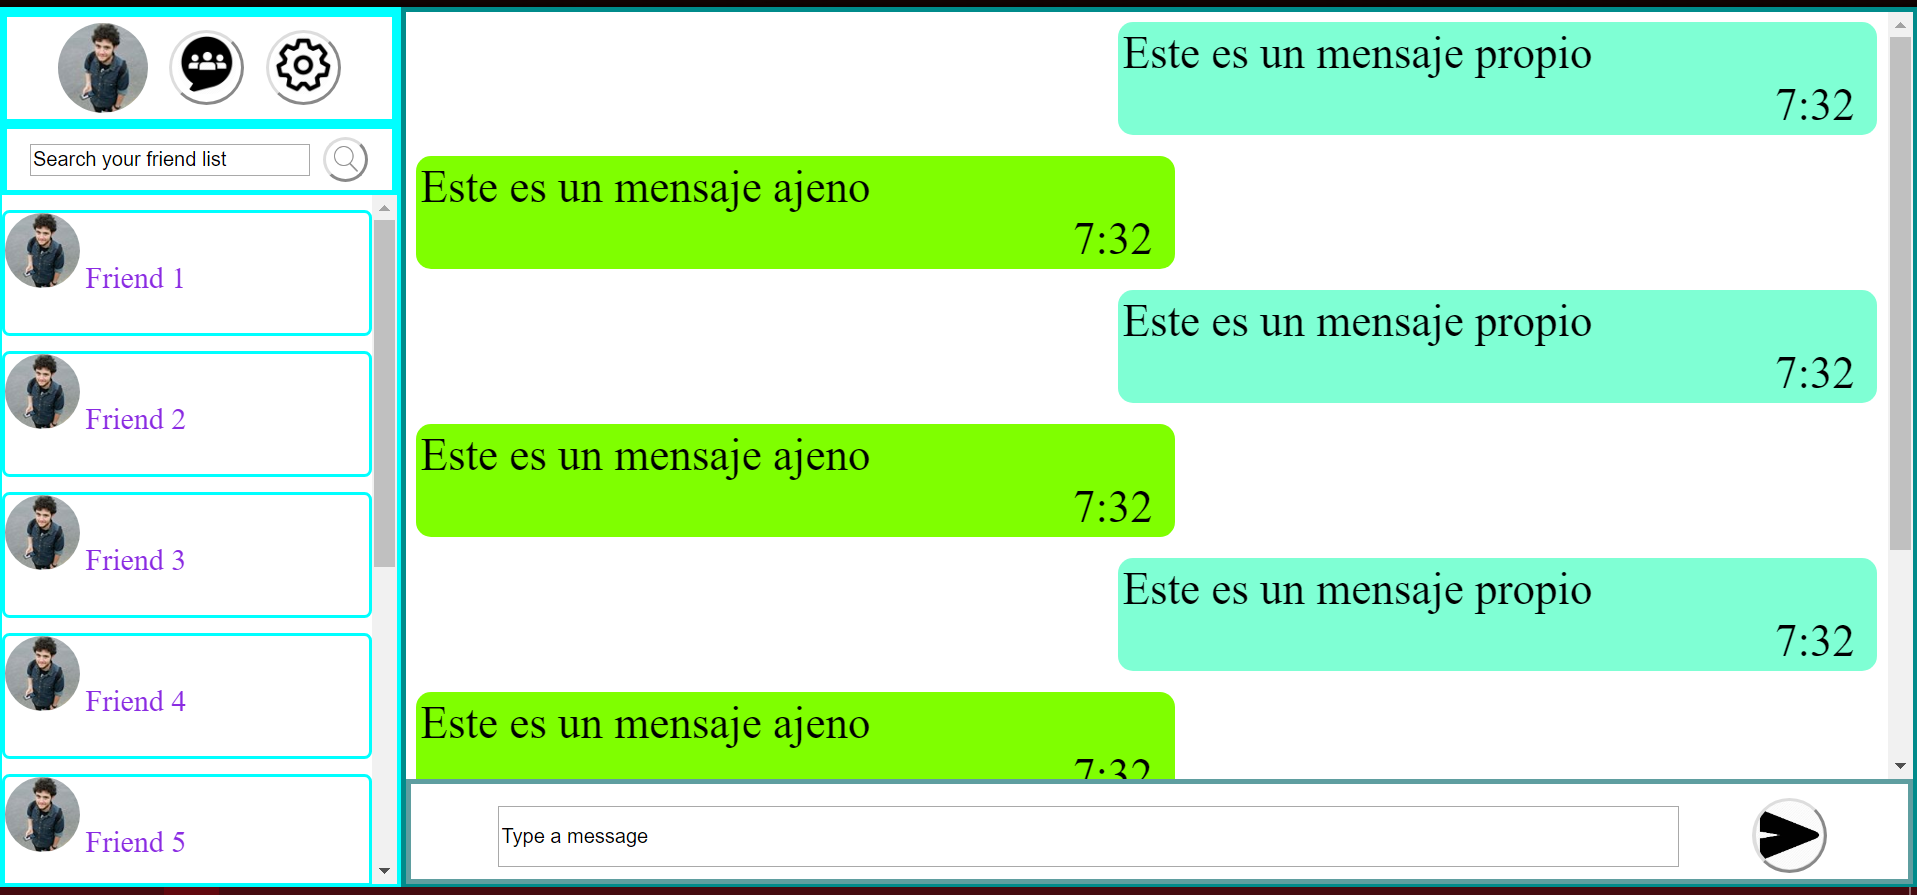 Search your friend list
Friend 1
Friend 2
Friend 3
Friend 4
Friend 5
Este es un mensaje propio
7:32
Este es un mensaje ajeno
7:32
Este es un mensaje propio
7:32
Este es un mensaje ajeno
7:32
Este es un mensaje propio
7:32
Este es un mensaje ajeno
7:32
Type a message